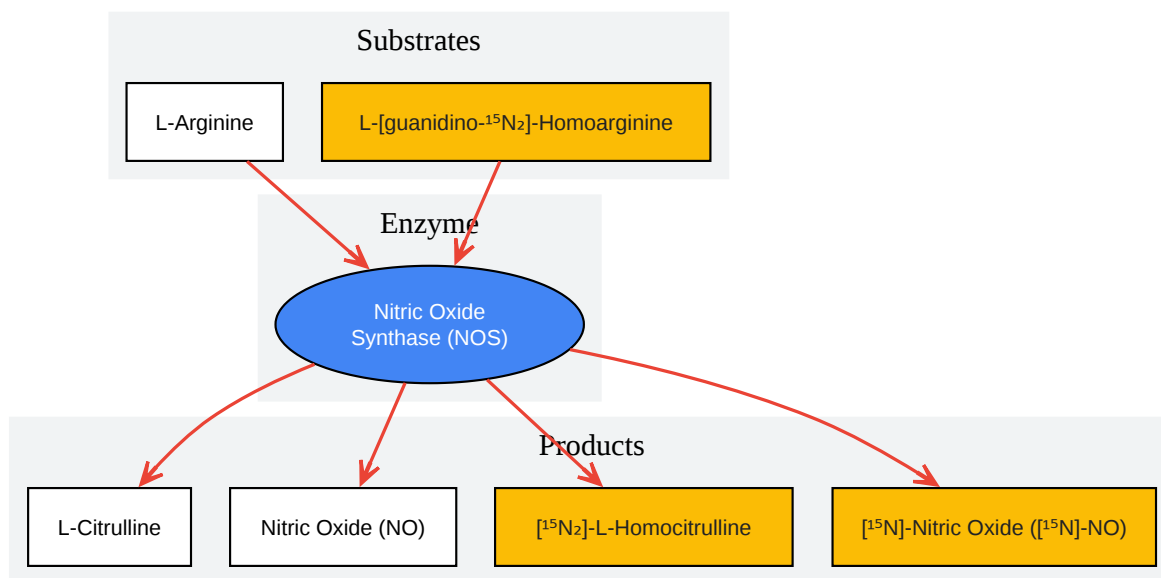 Substrates
L-Arginine
L-[guanidino-¹⁵N₂]-Homoarginine
Enzyme
Nitric Oxide
Synthase (NOS)
Products
L-Citrulline
Nitric Oxide (NO)
[¹⁵N₂]-L-Homocitrulline
[¹⁵N]-Nitric Oxide ([¹⁵N]-NO)